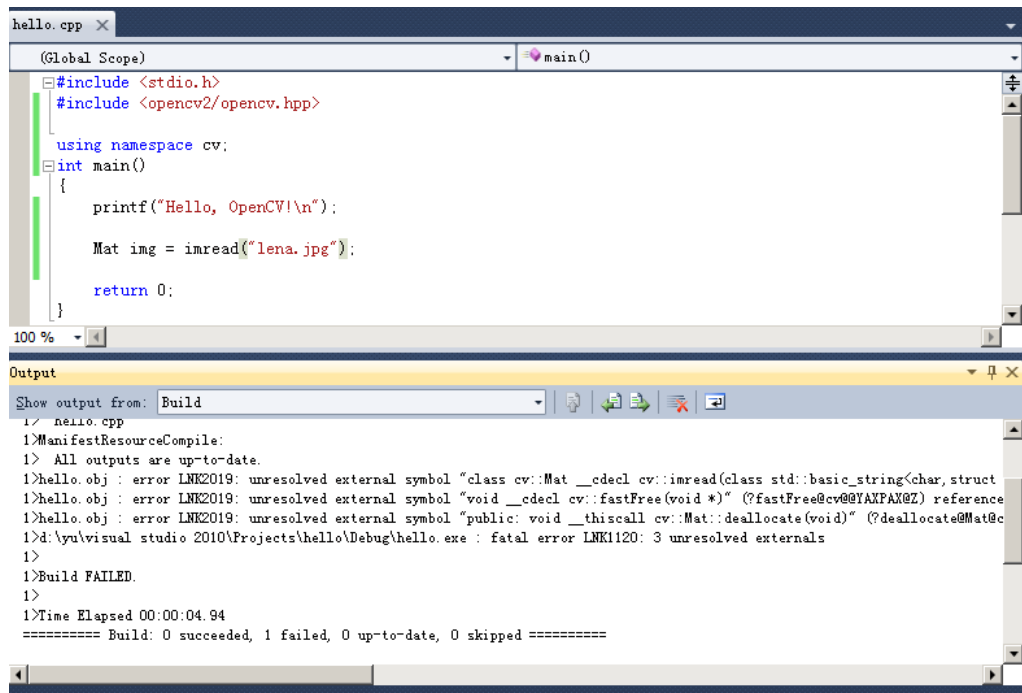 hello.cpp
(Global Scope) main()
#include <stdio.h>
#include <opencv2/opencv.hpp>
using namespace cv;
int main()
{
printf("Hello, OpenCV!\n");
Mat img = imread("lena.jpg");
return 0;
}
100 %
Output
Show output from: Build
1> hello.cpp
1>ManifestResourceCompile:
1> All outputs are up-to-date.
1>hello.obj : error LNK2019: unresolved external symbol "class cv::Mat __cdecl cv::imread(class std::basic_string<char,struct
1>hello.obj : error LNK2019: unresolved external symbol "void __cdecl cv::fastFree(void *)" (?fastFree@cv@@YAXPAX@Z) reference
1>hello.obj : error LNK2019: unresolved external symbol "public: void __thiscall cv::Mat::deallocate(void)" (?deallocate@Mat@c
1>d:\yu\visual studio 2010\Projects\hello\Debug\hello.exe : fatal error LNK1120: 3 unresolved externals
1>
1>Build FAILED.
1>
1>Time Elapsed 00:00:04.94
========== Build: 0 succeeded, 1 failed, 0 up-to-date, 0 skipped ==========